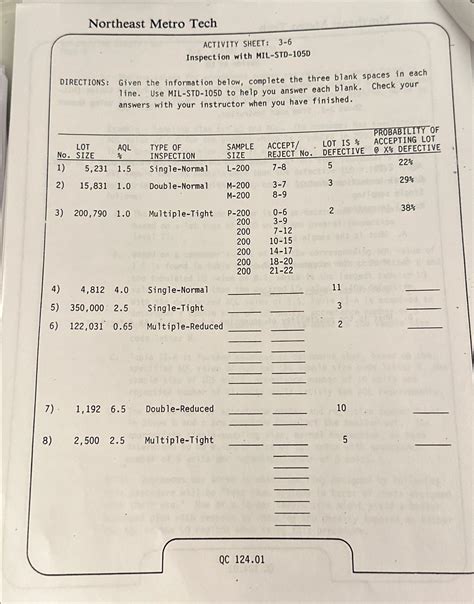 Northeast Metro Tech
ACTIVITY SHEET: 3-6
Inspection with MIL-STD-105D
DIRECTIONS: Given the information below, complete the three blank spaces in each
line. Use MIL-STD-105D to help you answer each blank. Check your
answers with your instructor when you have finished.
PROBABILITY OF
LOT AQL TYPE OF SAMPLE ACCEPT/ LOT IS % ACCEPTING LOT
No. SIZE % INSPECTION SIZE REJECT No. DEFECTIVE @ X% DEFECTIVE
1) 5,231 1.5 Single-Normal L-200 7-8 5 22%
2) 15,831 1.0 Double-Normal M-200 3-7 3 29%
M-200 8-9
3) 200,790 1.0 Multiple-Tight P-200 0-6 2 38%
200 3-9
200 7-12
200 10-15
200 14-17
200 18-20
200 21-22
4) 4,812 4.0 Single-Normal 11
5) 350,000 2.5 Single-Tight 3
6) 122,031 0.65 Multiple-Reduced 2
7) 1,192 6.5 Double-Reduced 10
8) 2,500 2.5 Multiple-Tight 5
QC 124.01